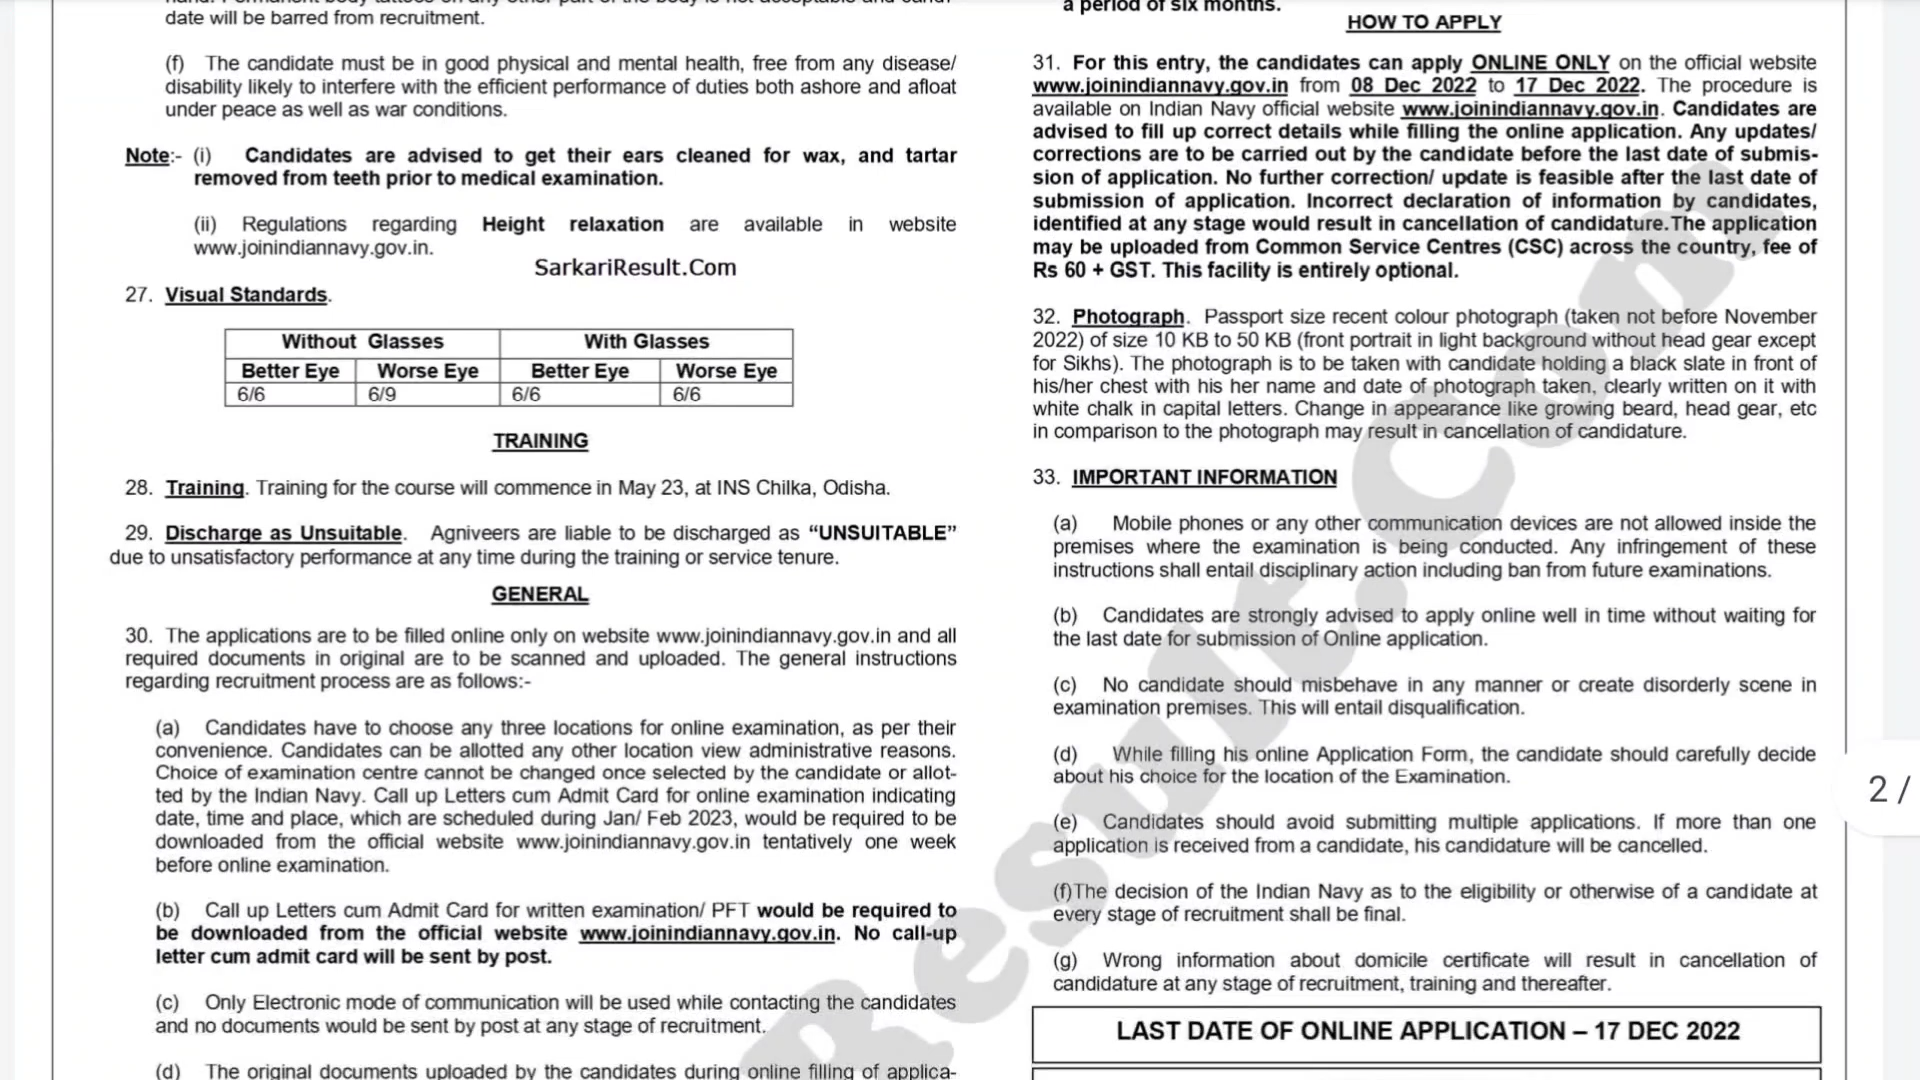 date will be barred from recruitment.
(f) The candidate must be in good physical and mental health, free from any disease/
disability likely to interfere with the efficient performance of duties both ashore and afloat
under peace as well as war conditions.
Note:- (i) Candidates are advised to get their ears cleaned for wax, and tartar
removed from teeth prior to medical examination.
(ii) Regulations regarding Height relaxation are available in website
www.joinindiannavy.gov.in.
SarkariResult.Com
27. Visual Standards.
Without Glasses With Glasses
Better Eye Worse Eye Better Eye Worse Eye
6/6 6/9 6/6 6/6
TRAINING
28. Training. Training for the course will commence in May 23, at INS Chilka, Odisha.
29. Discharge as Unsuitable. Agniveers are liable to be discharged as “UNSUITABLE”
due to unsatisfactory performance at any time during the training or service tenure.
GENERAL
30. The applications are to be filled online only on website www.joinindiannavy.gov.in and all
required documents in original are to be scanned and uploaded. The general instructions
regarding recruitment process are as follows:-
(a) Candidates have to choose any three locations for online examination, as per their
convenience. Candidates can be allotted any other location view administrative reasons.
Choice of examination centre cannot be changed once selected by the candidate or allot-
ted by the Indian Navy. Call up Letters cum Admit Card for online examination indicating
date, time and place, which are scheduled during Jan/ Feb 2023, would be required to be
downloaded from the official website www.joinindiannavy.gov.in tentatively one week
before online examination.
(b) Call up Letters cum Admit Card for written examination/ PFT would be required to
be downloaded from the official website www.joinindiannavy.gov.in. No call-up
letter cum admit card will be sent by post.
(c) Only Electronic mode of communication will be used while contacting the candidates
and no documents would be sent by post at any stage of recruitment.
(d) The original documents uploaded by the candidates during online filling of applica-
a period of six months.
HOW TO APPLY
31. For this entry, the candidates can apply ONLINE ONLY on the official website
www.joinindiannavy.gov.in from 08 Dec 2022 to 17 Dec 2022. The procedure is
available on Indian Navy official website www.joinindiannavy.gov.in. Candidates are
advised to fill up correct details while filling the online application. Any updates/
corrections are to be carried out by the candidate before the last date of submis-
sion of application. No further correction/ update is feasible after the last date of
submission of application. Incorrect declaration of information by candidates,
identified at any stage would result in cancellation of candidature.The application
may be uploaded from Common Service Centres (CSC) across the country, fee of
Rs 60 + GST. This facility is entirely optional.
32. Photograph. Passport size recent colour photograph (taken not before November
2022) of size 10 KB to 50 KB (front portrait in light background without head gear except
for Sikhs). The photograph is to be taken with candidate holding a black slate in front of
his/her chest with his her name and date of photograph taken, clearly written on it with
white chalk in capital letters. Change in appearance like growing beard, head gear, etc
in comparison to the photograph may result in cancellation of candidature.
33. IMPORTANT INFORMATION
(a) Mobile phones or any other communication devices are not allowed inside the
premises where the examination is being conducted. Any infringement of these
instructions shall entail disciplinary action including ban from future examinations.
(b) Candidates are strongly advised to apply online well in time without waiting for
the last date for submission of Online application.
(c) No candidate should misbehave in any manner or create disorderly scene in
examination premises. This will entail disqualification.
(d) While filling his online Application Form, the candidate should carefully decide
about his choice for the location of the Examination.
(e) Candidates should avoid submitting multiple applications. If more than one
application is received from a candidate, his candidature will be cancelled.
(f)The decision of the Indian Navy as to the eligibility or otherwise of a candidate at
every stage of recruitment shall be final.
(g) Wrong information about domicile certificate will result in cancellation of
candidature at any stage of recruitment, training and thereafter.
LAST DATE OF ONLINE APPLICATION – 17 DEC 2022
Result.Com
2 /